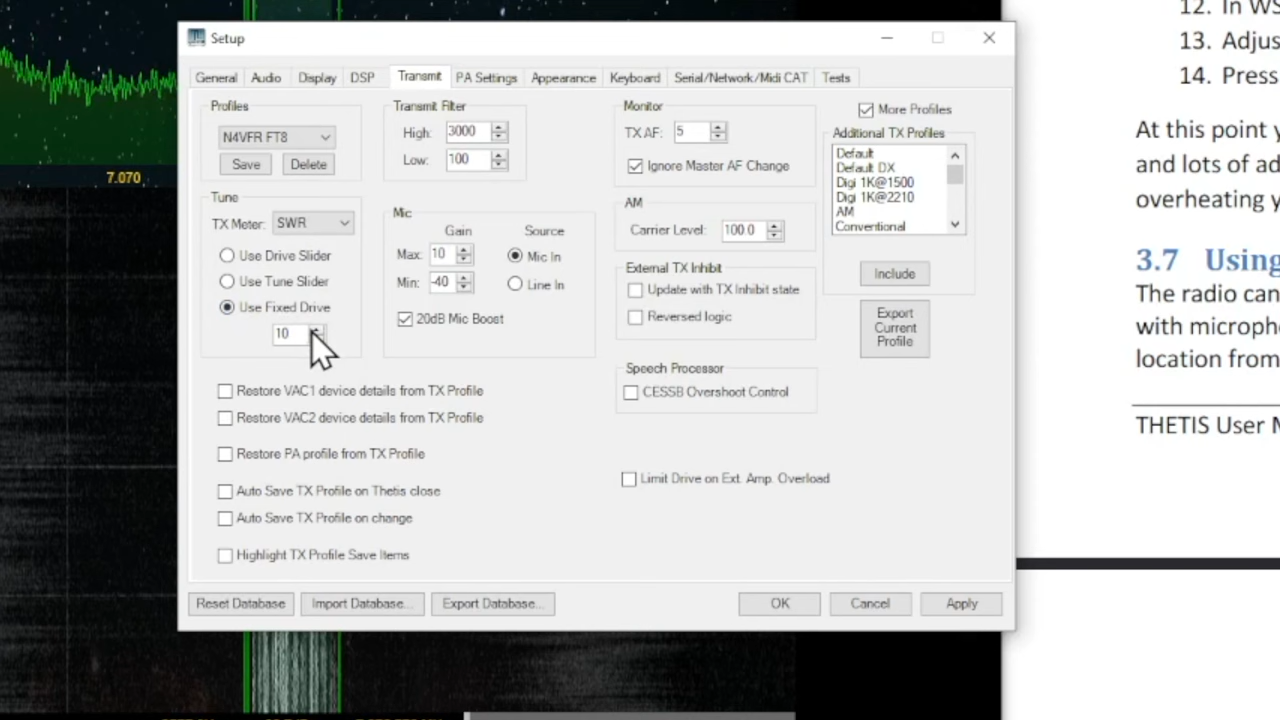 Setup
General Audio Display DSP Transmit PA Settings Appearance Keyboard Serial/Network/Midi CAT Tests
Profiles
N4VFR FT8
Save Delete
Tune
TX Meter: SWR
Use Drive Slider
Use Tune Slider
Use Fixed Drive
10
Transmit Filter
High: 3000
Low: 100
Mic
Gain Source
Max: 10 Mic In
Min: -40 Line In
20dB Mic Boost
Monitor
TX AF: 5
Ignore Master AF Change
AM
Carrier Level: 100.0
External TX Inhibit
Update with TX Inhibit state
Reversed logic
Speech Processor
CESSB Overshoot Control
Limit Drive on Ext. Amp. Overload
More Profiles
Additional TX Profiles
Default
Default DX
Digi 1K@1500
Digi 1K@2210
AM
Conventional
Include
Export
Current
Profile
Restore VAC1 device details from TX Profile
Restore VAC2 device details from TX Profile
Restore PA profile from TX Profile
Auto Save TX Profile on Thetis close
Auto Save TX Profile on change
Highlight TX Profile Save Items
Reset Database Import Database... Export Database... OK Cancel Apply
7.070
12. In WS
13. Adjus
14. Press
At this point y
and lots of ad
overheating y
3.7 Using
The radio can
with microph
location from
THETIS User M